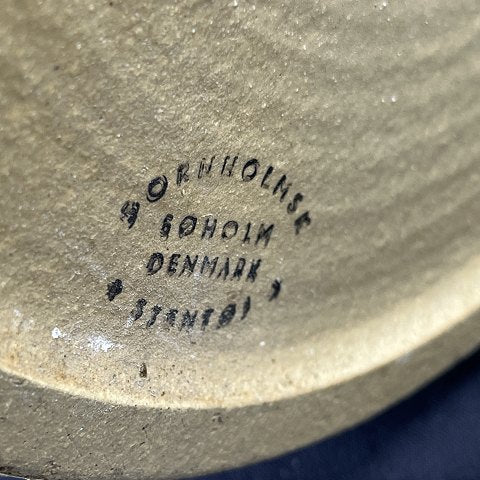 BORNHOLMSK
SØHOLM
DENMARK
* STENTØJ *